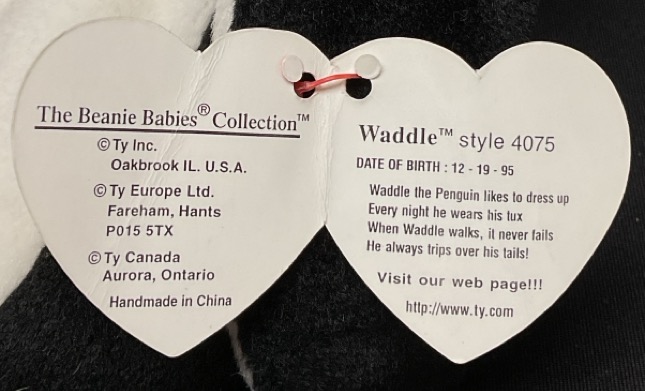 The Beanie Babies® Collection™
©Ty Inc.
Oakbrook IL. U.S.A.
©Ty Europe Ltd.
Fareham, Hants
P015 5TX
©Ty Canada
Aurora, Ontario
Handmade in China
Waddle™ style 4075
DATE OF BIRTH : 12 - 19 - 95
Waddle the Penguin likes to dress up
Every night he wears his tux
When Waddle walks, it never fails
He always trips over his tails!
Visit our web page!!!
http://www.ty.com